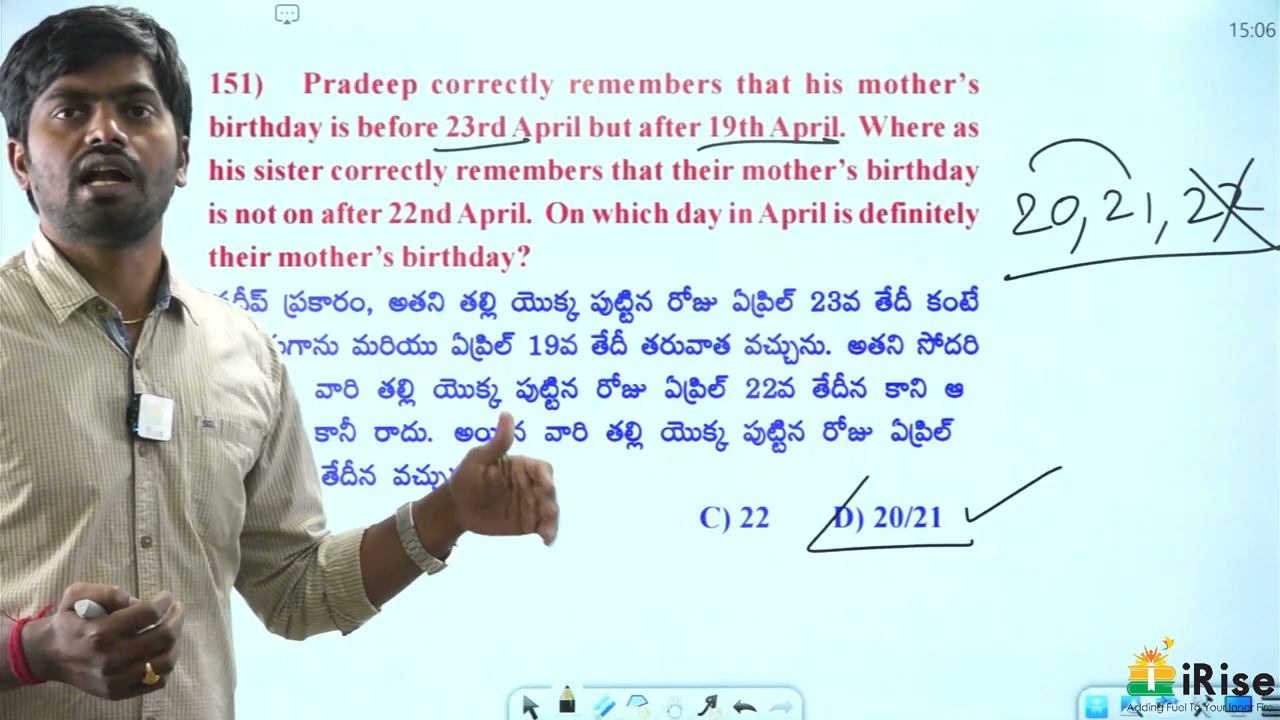 15:06
151) Pradeep correctly remembers that his mother's
birthday is before 23rd April but after 19th April. Where as
his sister correctly remembers that their mother's birthday
is not on after 22nd April. On which day in April is definitely
their mother's birthday?
20, 21, 22
ప్రకారం, అతని తల్లి యొక్క పుట్టిన రోజు ఏప్రిల్ 23వ తేదీ కంటే
మరియు ఏప్రిల్ 19వ తేదీ తరువాత వచ్చును. అతని సోదరి
వారి తల్లి యొక్క పుట్టిన రోజు ఏప్రిల్ 22వ తేదీన కాని ఆ
కానీ రాదు. అయిన వారి తల్లి యొక్క పుట్టిన రోజు ఏప్రిల్
తేదీన
C) 22 D) 20/21
iRise
Adding Fuel To Your Inner Fire